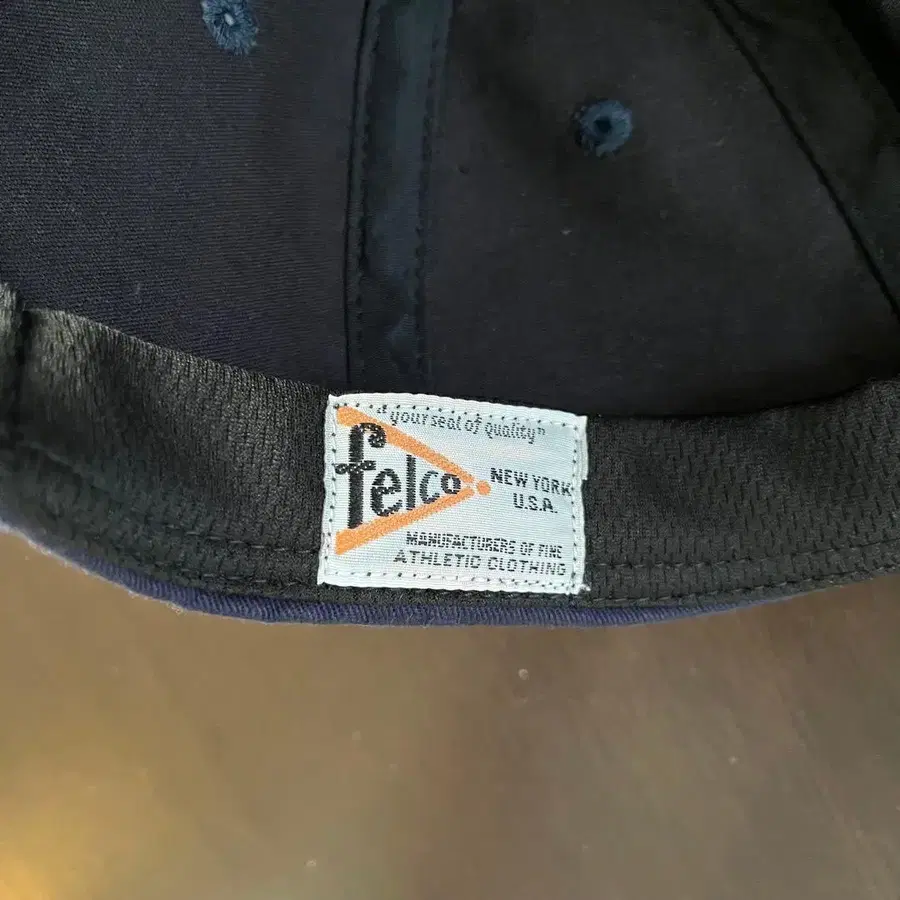 "your seal of quality"
felco
NEW YORK
U.S.A.
MANUFACTURERS OF FINE
ATHLETIC CLOTHING